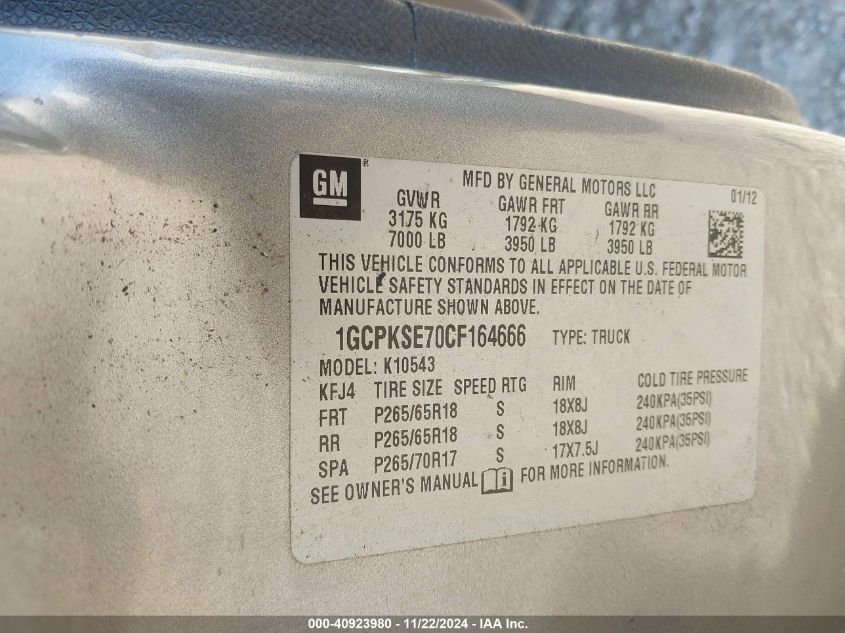 GM ®
MFD BY GENERAL MOTORS LLC 01/12
GVWR GAWR FRT GAWR RR
3175 KG 1792 KG 1792 KG
7000 LB 3950 LB 3950 LB
THIS VEHICLE CONFORMS TO ALL APPLICABLE U.S. FEDERAL MOTOR
VEHICLE SAFETY STANDARDS IN EFFECT ON THE DATE OF
MANUFACTURE SHOWN ABOVE.
1GCPKSE70CF164666 TYPE: TRUCK
MODEL: K10543
KFJ4 TIRE SIZE SPEED RTG RIM COLD TIRE PRESSURE
FRT P265/65R18 S 18X8J 240KPA(35PSI)
RR P265/65R18 S 18X8J 240KPA(35PSI)
SPA P265/70R17 S 17X7.5J 240KPA(35PSI)
SEE OWNER'S MANUAL FOR MORE INFORMATION.
000-40923980 - 11/22/2024 - IAA Inc.